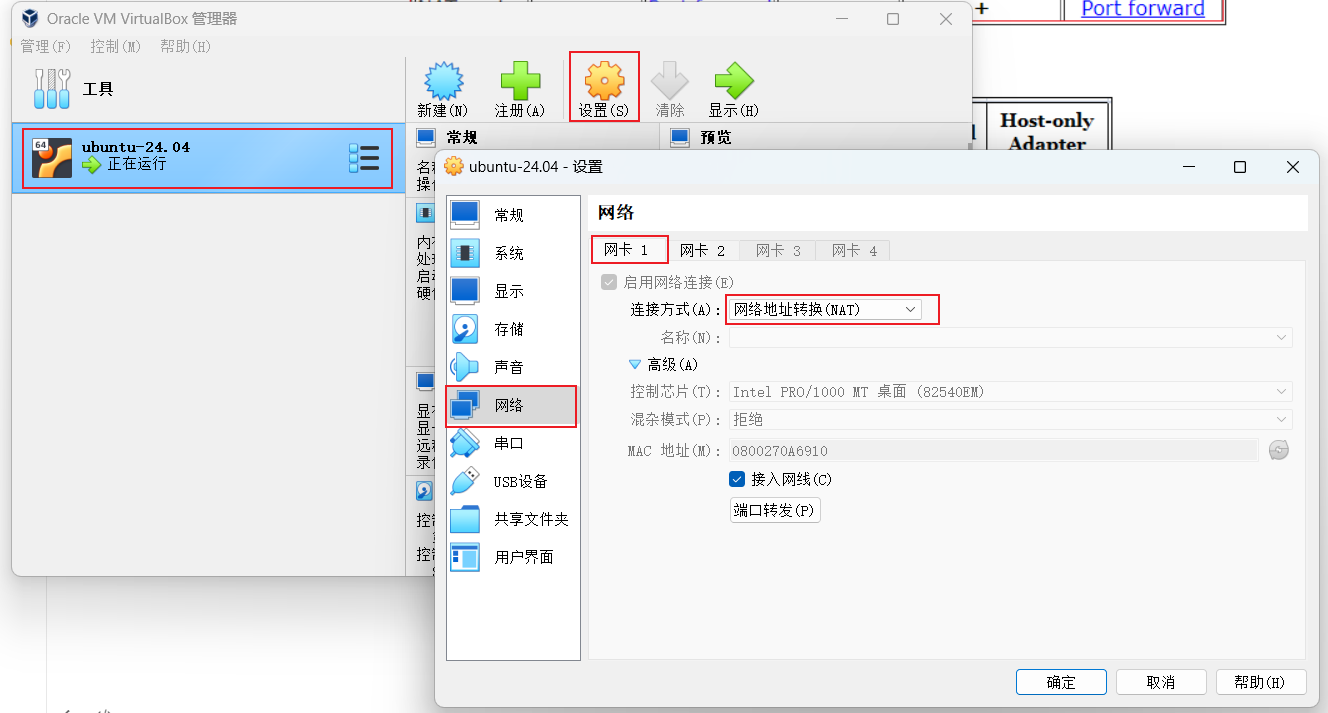 Oracle VM VirtualBox 管理器
+
Port forward
管理(F) 控制(M) 帮助(H)
工具
新建(N) 注册(A) 设置(S) 清除 显示(H)
64
ubuntu-24.04
正在运行
常规
预览
Host-only
Adapter
ubuntu-24.04 - 设置
常规
系统
显示
存储
声音
网络
串口
USB设备
共享文件夹
用户界面
网络
网卡 1 网卡 2 网卡 3 网卡 4
启用网络连接(E)
连接方式(A): 网络地址转换(NAT)
名称(N):
高级(A)
控制芯片(T): Intel PRO/1000 MT 桌面 (82540EM)
混杂模式(P): 拒绝
MAC 地址(M): 0800270A6910
接入网线(C)
端口转发(P)
确定 取消 帮助(H)